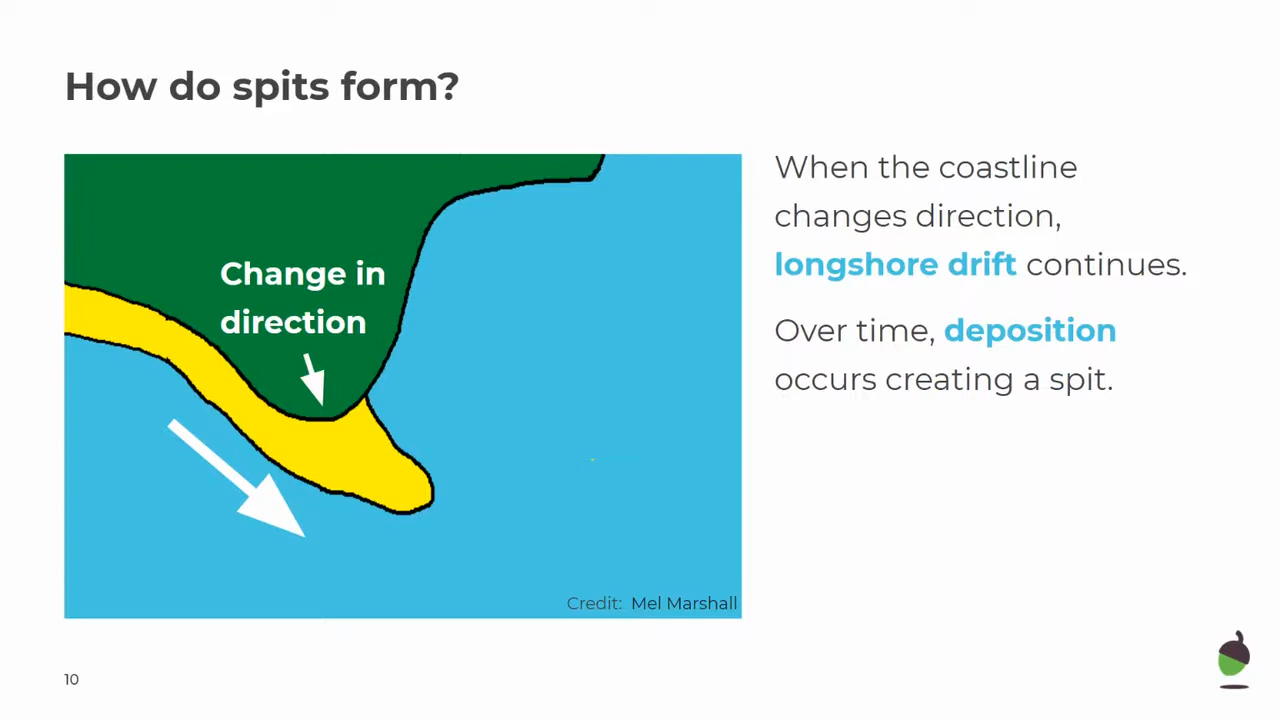 How do spits form?
Change in
direction
Credit: Mel Marshall
When the coastline
changes direction,
longshore drift continues.
Over time, deposition
occurs creating a spit.
10